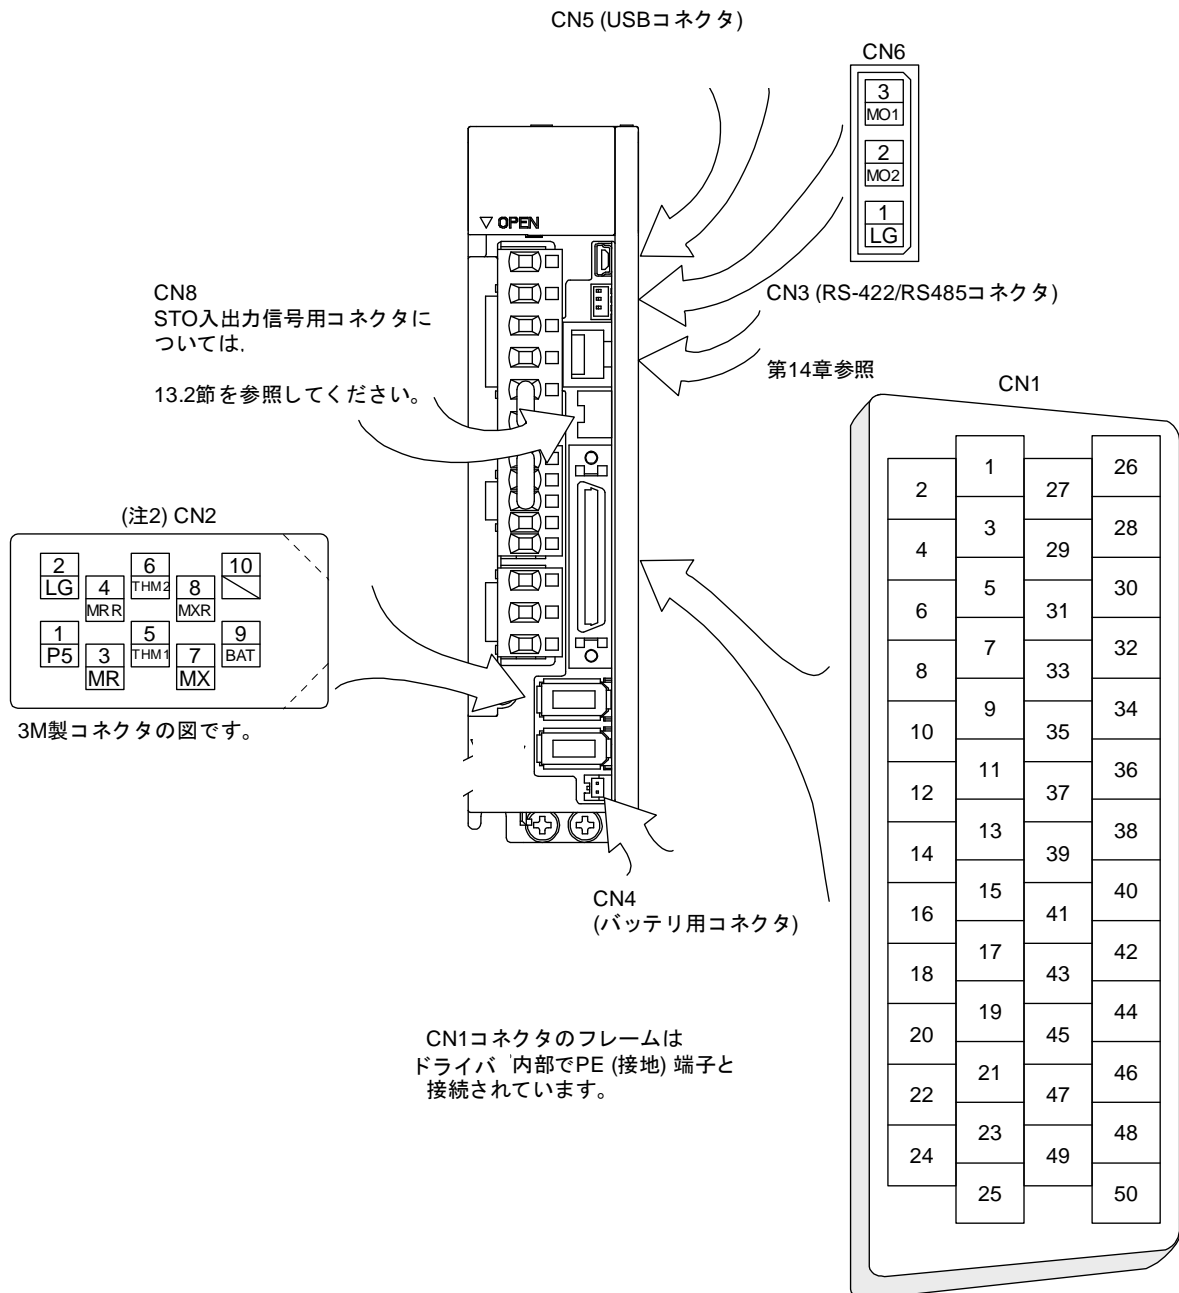 CN5 (USBコネクタ)
CN6
3
MO1
2
MO2
1
LG
▽ OPEN
CN8
STO入出力信号用コネクタに
ついては,
13.2節を参照してください。
CN3 (RS-422/RS485コネクタ)
第14章参照
(注2) CN2
2
LG
4
MRR
6
THM2
8
MXR
10
1
P5
3
MR
5
THM1
7
MX
9
BAT
3M製コネクタの図です。
CN4
(バッテリ用コネクタ)
CN1コネクタのフレームは
ドライバ 内部でPE (接地) 端子と
接続されています。
CN1
1
26
2
27
3
28
4
29
5
30
6
31
7
32
8
33
9
34
10
35
11
36
12
37
13
38
14
39
15
40
16
41
17
42
18
43
19
44
20
45
21
46
22
47
23
48
24
49
25
50